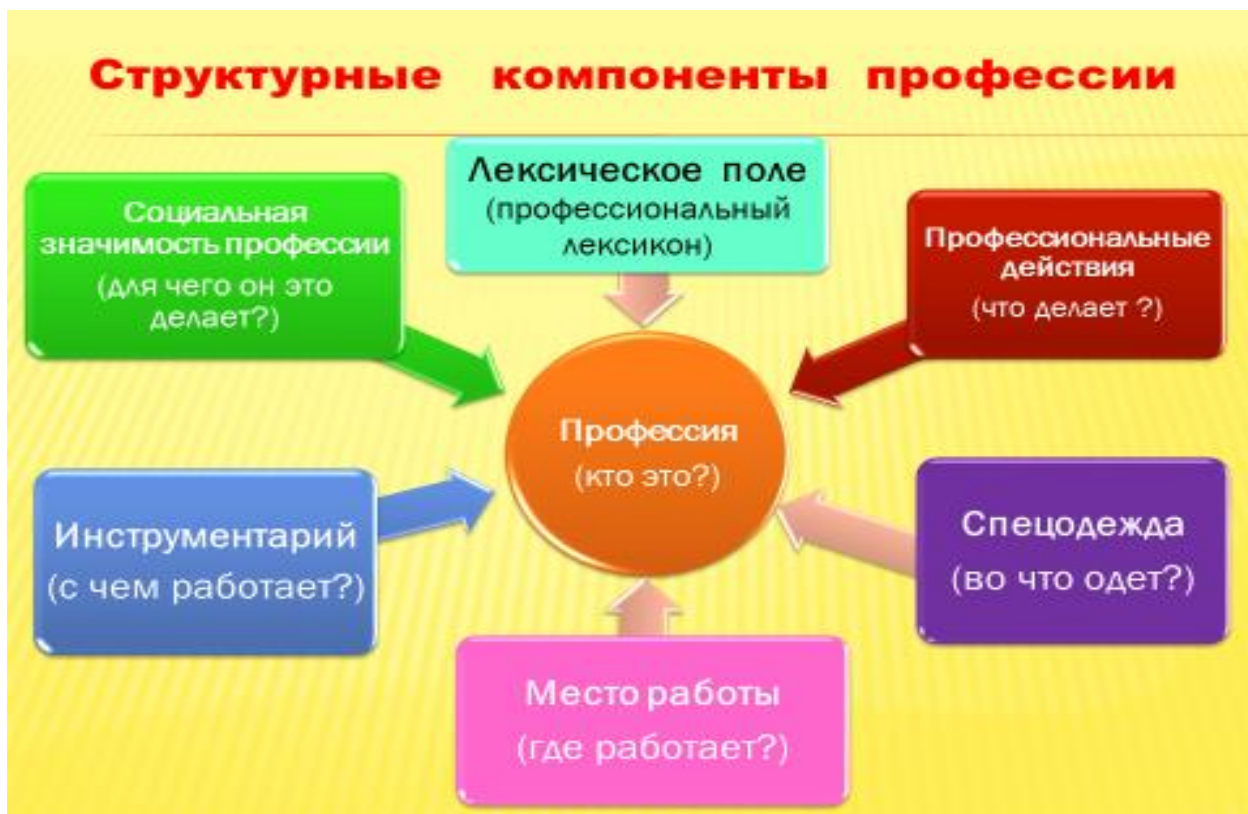 Структурные компоненты профессии
Лексическое поле
(профессиональный
лексикон)
Социальная
значимость профессии
(для чего он это
делает?)
Профессиональные
действия
(что делает ?)
Профессия
(кто это?)
Инструментарий
(с чем работает?)
Спецодежда
(во что одет?)
Место работы
(где работает?)